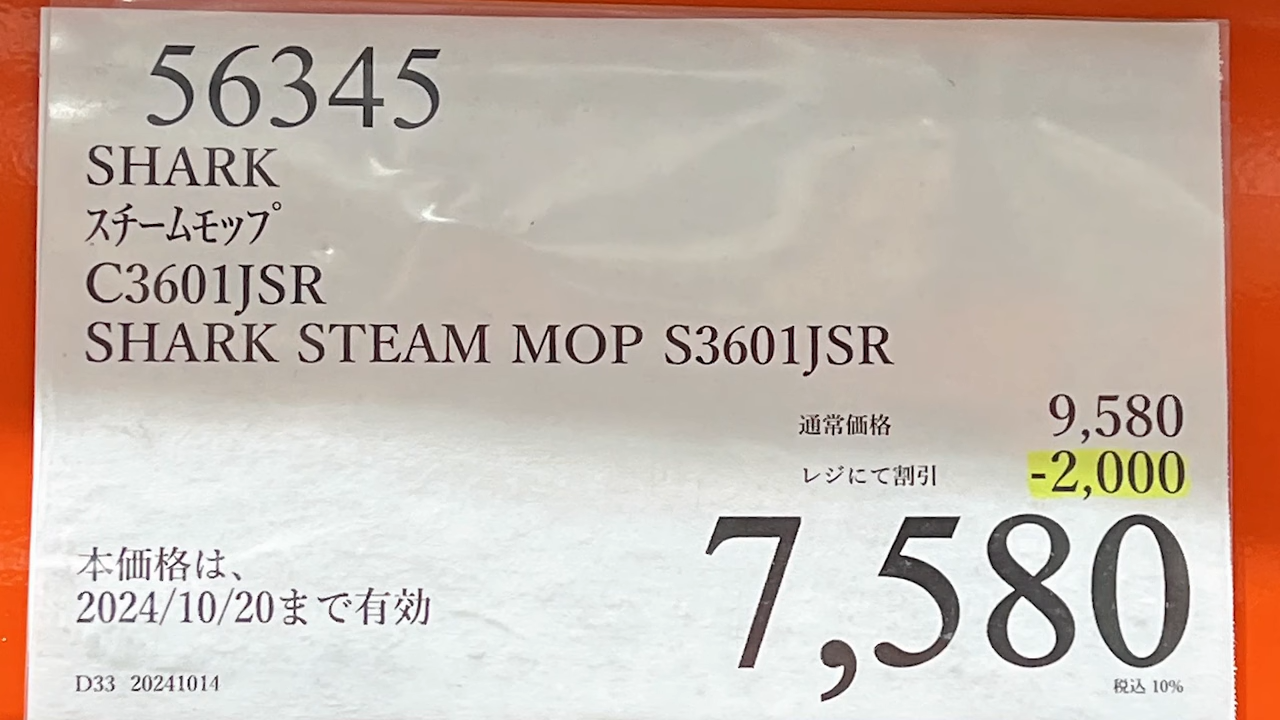 56345
SHARK
スチームモップ
C3601JSR
SHARK STEAM MOP S3601JSR
通常価格 9,580
レジにて割引 -2,000
7,580
本価格は、
2024/10/20まで有効
D33 20241014
税込 10%